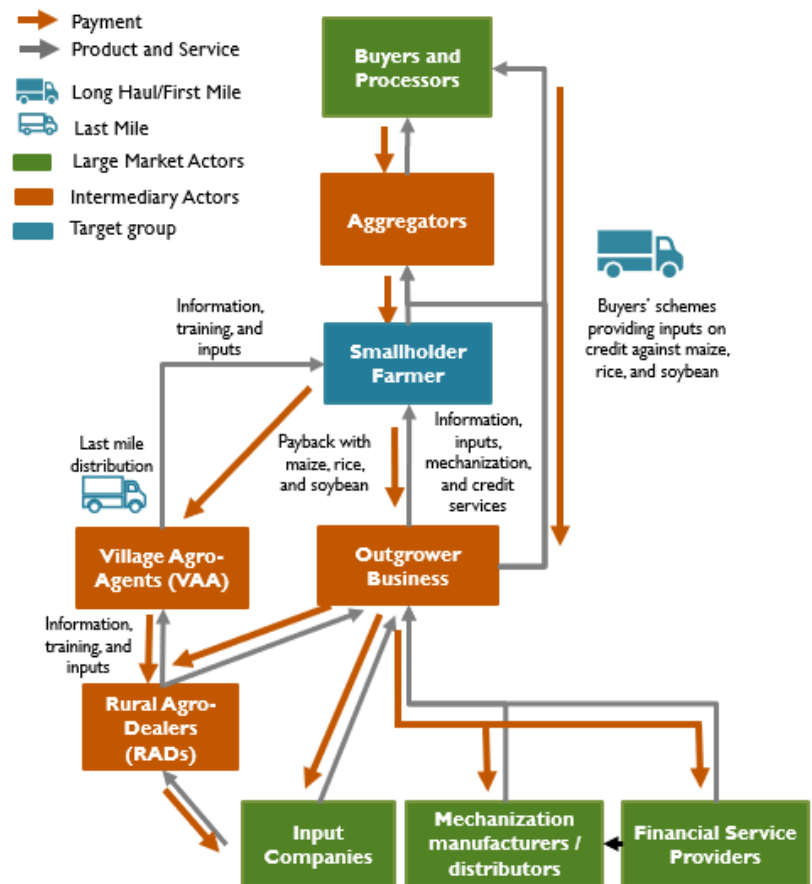 Payment
Product and Service
Long Haul/First Mile
Last Mile
Large Market Actors
Intermediary Actors
Target group
Buyers and
Processors
Aggregators
Information,
training, and
inputs
Smallholder
Farmer
Buyers’ schemes
providing inputs on
credit against maize,
rice, and soybean
Last mile
distribution
Payback with
maize, rice,
and soybean
Information,
inputs,
mechanization,
and credit
services
Village Agro-
Agents (VAA)
Outgrower
Business
Information,
training, and
inputs
Rural Agro-
Dealers
(RADs)
Input
Companies
Mechanization
manufacturers /
distributors
Financial Service
Providers